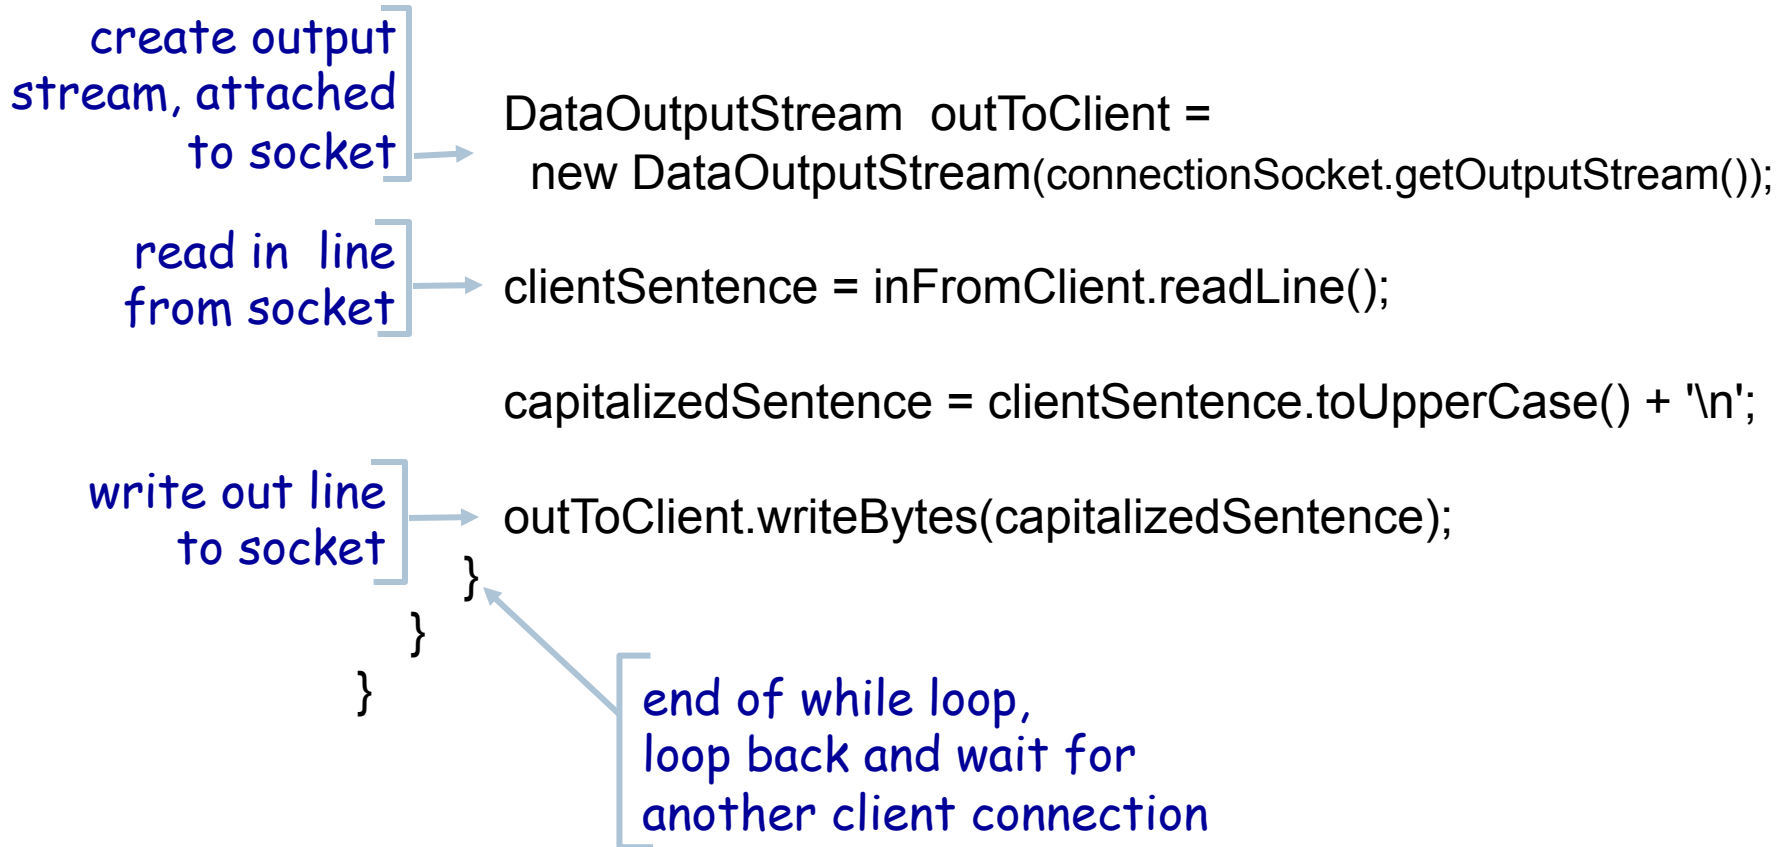 create output
stream, attached
to socket
DataOutputStream outToClient =
new DataOutputStream(connectionSocket.getOutputStream());
read in line
from socket
clientSentence = inFromClient.readLine();
capitalizedSentence = clientSentence.toUpperCase() + '\n';
write out line
to socket
outToClient.writeBytes(capitalizedSentence);
}
}
}
end of while loop,
loop back and wait for
another client connection